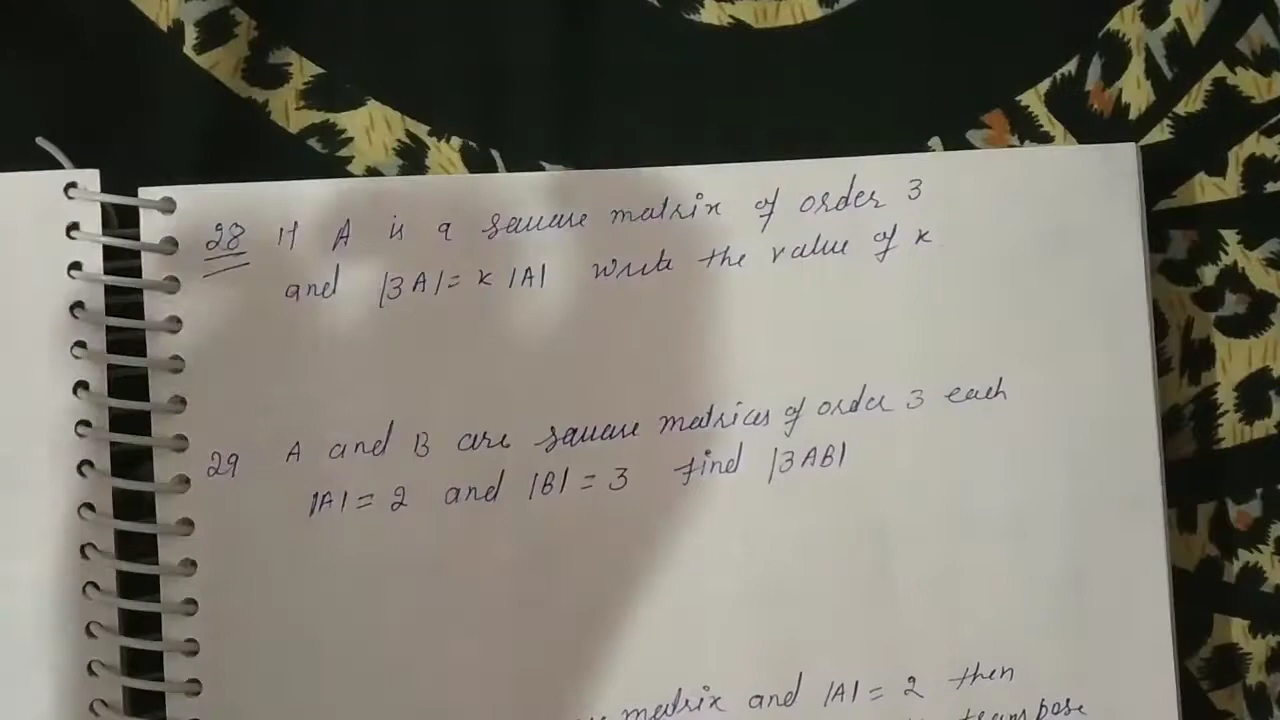 28 If A is a square matrix of order 3
and |3A| = K |A| write the value of K
29 A and B are square matrices of order 3 each
|A| = 2 and |B| = 3 find |3AB|
matrix and |A| = 2 then
transpose